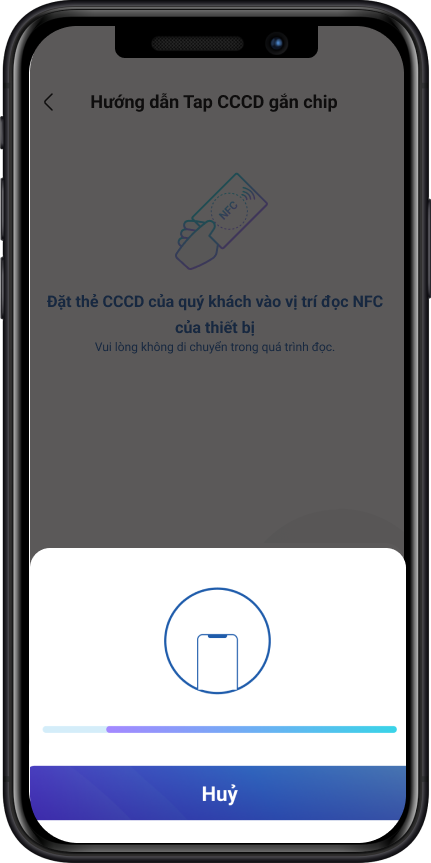 Hướng dẫn Tap CCCD gắn chip
NFC
Đặt thẻ CCCD của quý khách vào vị trí đọc NFC
của thiết bị
Vui lòng không di chuyển trong quá trình đọc.
Huỷ